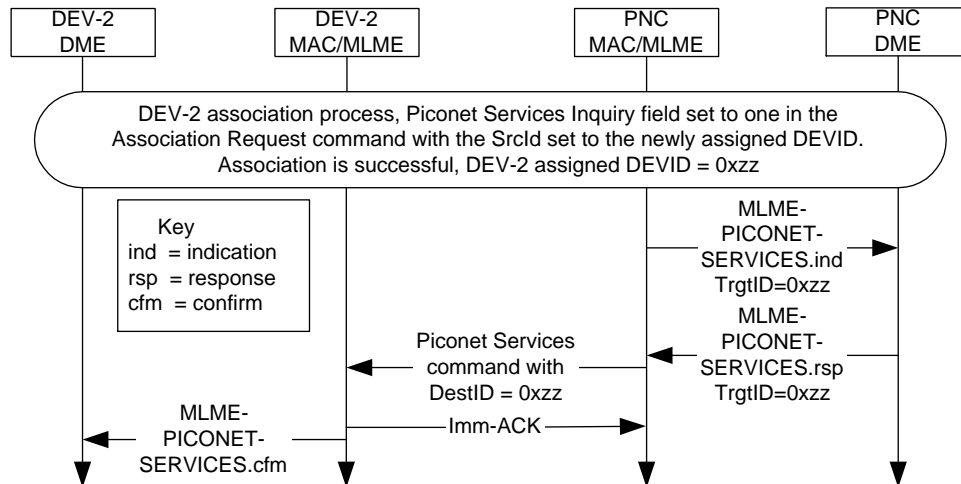 DEV-2
DME
DEV-2
MAC/MLME
PNC
MAC/MLME
PNC
DME
DEV-2 association process, Piconet Services Inquiry field set to one in the
Association Request command with the SrcId set to the newly assigned DEVID.
Association is successful, DEV-2 assigned DEVID = 0xzz
Key
ind = indication
rsp = response
cfm = confirm
MLME-
PICONET-
SERVICES.ind
TrgtID=0xzz
MLME-
PICONET-
SERVICES.rsp
TrgtID=0xzz
Piconet Services
command with
DestID = 0xzz
Imm-ACK
MLME-
PICONET-
SERVICES.cfm